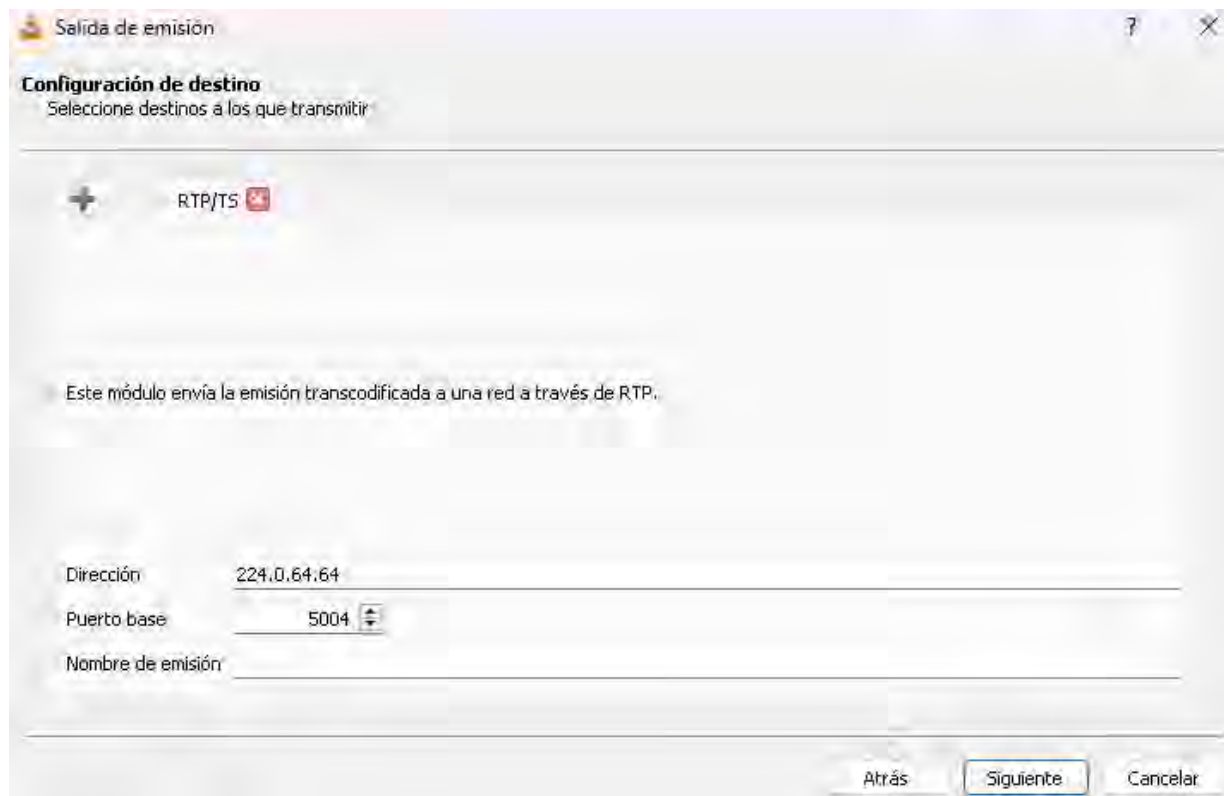 Salida de emisión
?
Configuración de destino
Seleccione destinos a los que transmitir
RTP/TS
Este módulo envía la emisión transcodificada a una red a través de RTP.
Dirección 224.0.64.64
Puerto base 5004
Nombre de emisión
Atrás Siguiente Cancelar